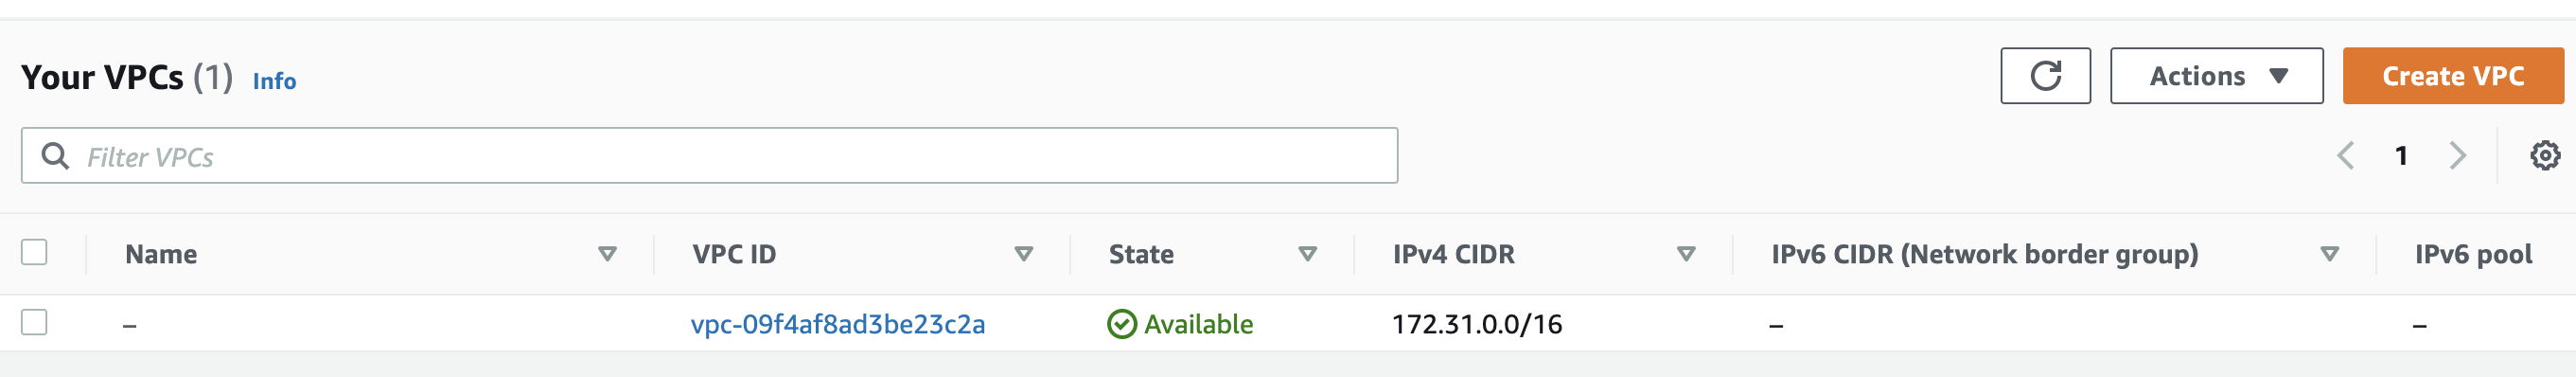 Your VPCs (1) Info
Actions Create VPC
Filter VPCs
1
Name VPC ID State IPv4 CIDR IPv6 CIDR (Network border group) IPv6 pool
– vpc-09f4af8ad3be23c2a Available 172.31.0.0/16 – –